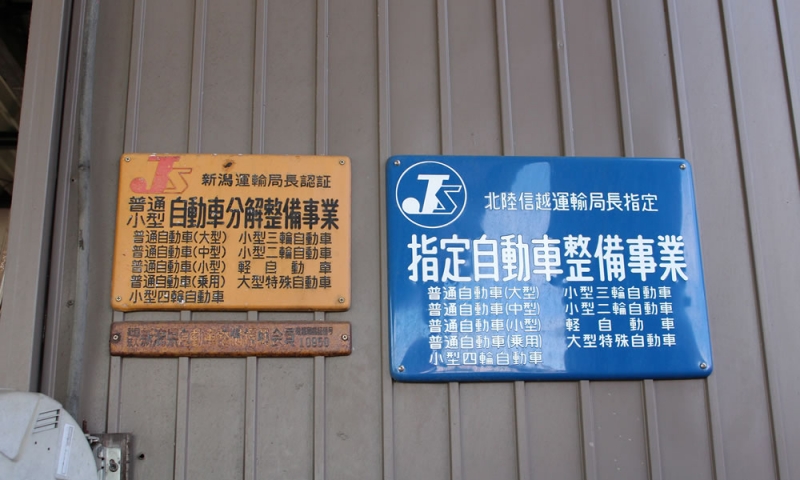 JS 新潟運輸局長認証
普通
小型 自動車分解整備事業
普通自動車(大型) 小型三輪自動車
普通自動車(中型) 小型二輪自動車
普通自動車(小型) 軽自動車
普通自動車(乗用) 大型特殊自動車
小型四輪自動車
10950
JS 北陸信越運輸局長指定
指定自動車整備事業
普通自動車(大型) 小型三輪自動車
普通自動車(中型) 小型二輪自動車
普通自動車(小型) 軽自動車
普通自動車(乗用) 大型特殊自動車
小型四輪自動車